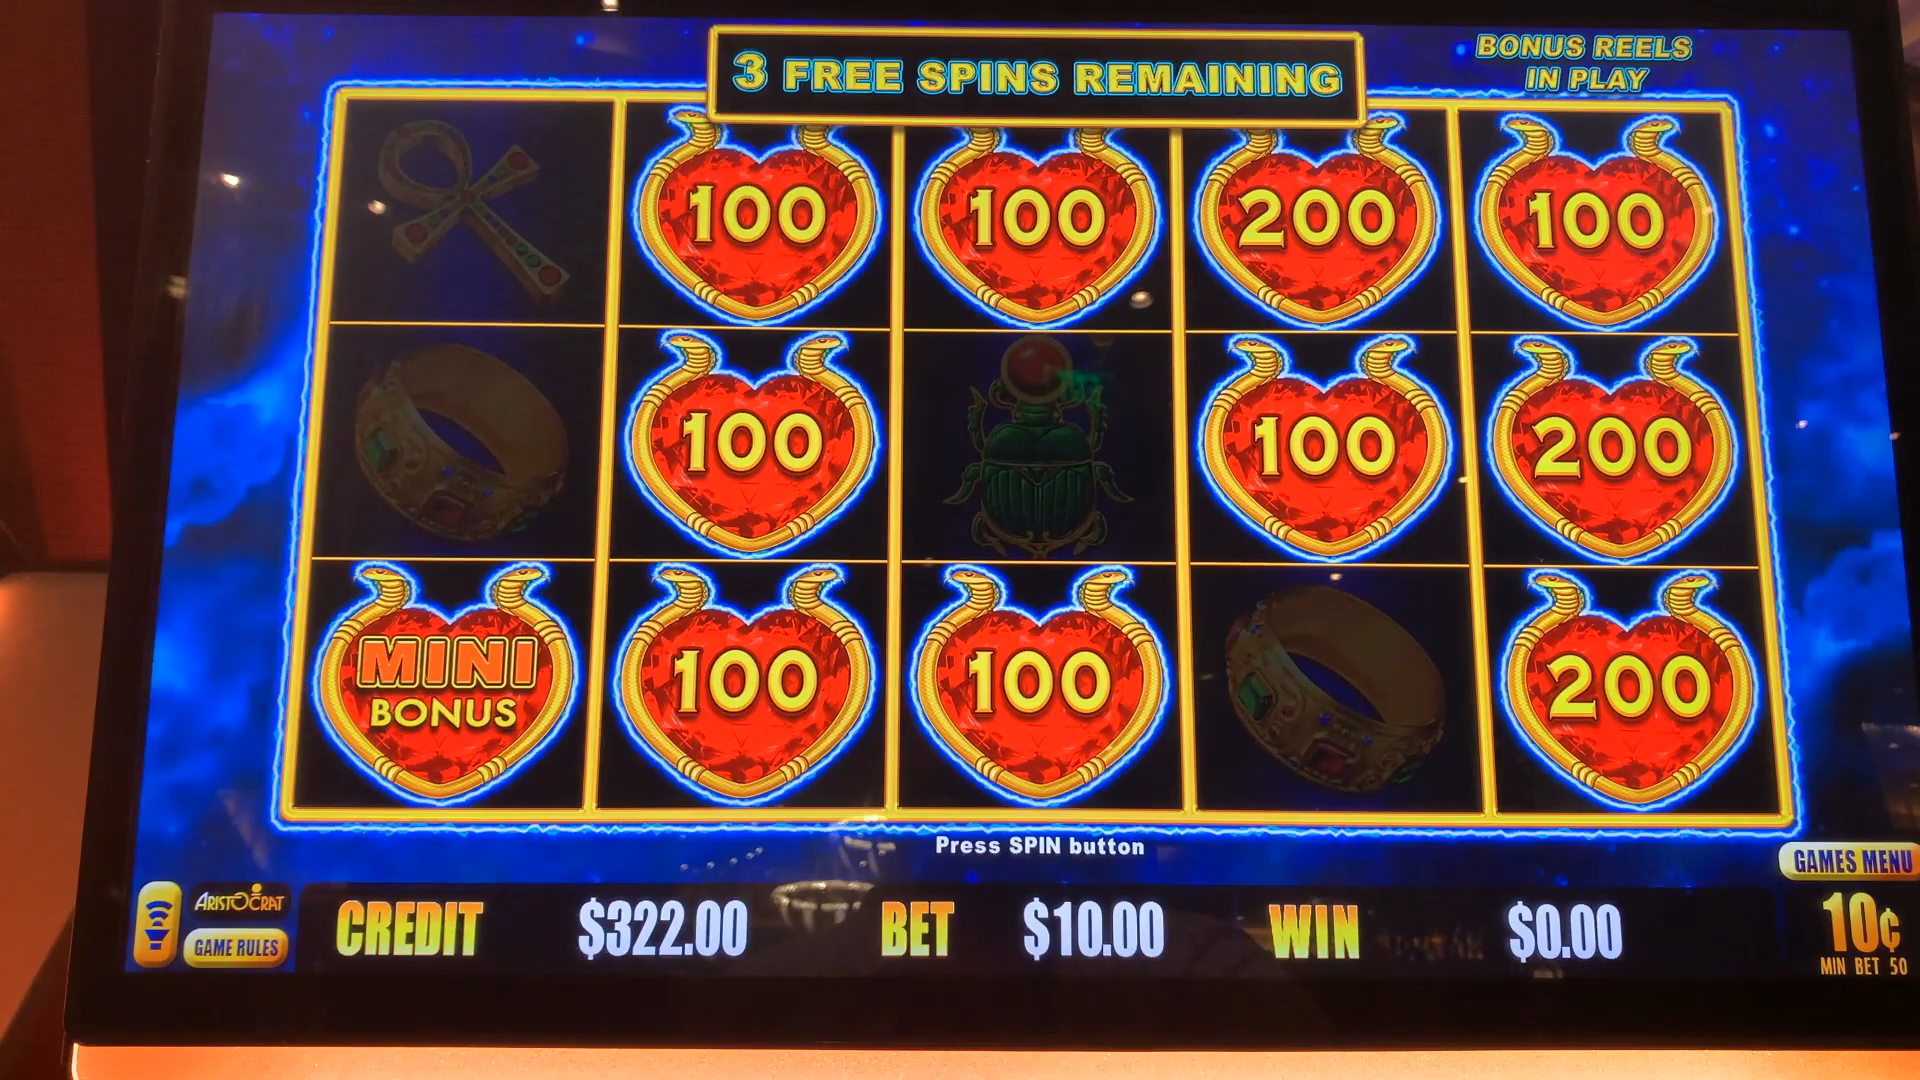 3 FREE SPINS REMAINING
BONUS REELS
IN PLAY
100 100 200 100
100 100 200
MINI
BONUS
100 100 200
Press SPIN button
GAMES MENU
ARISTOCRAT
GAME RULES
CREDIT $322.00 BET $10.00 WIN $0.00
10¢
MIN BET 50